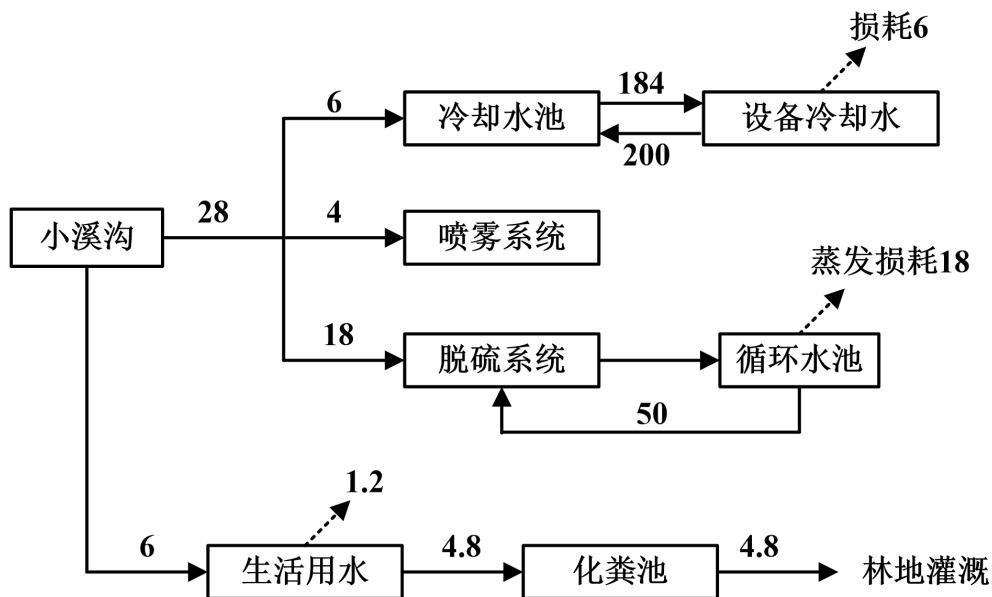 损耗6
6
冷却水池
184
200
设备冷却水
小溪沟
28
4
喷雾系统
蒸发损耗18
18
脱硫系统
循环水池
50
1.2
6
生活用水
4.8
化粪池
4.8
林地灌溉